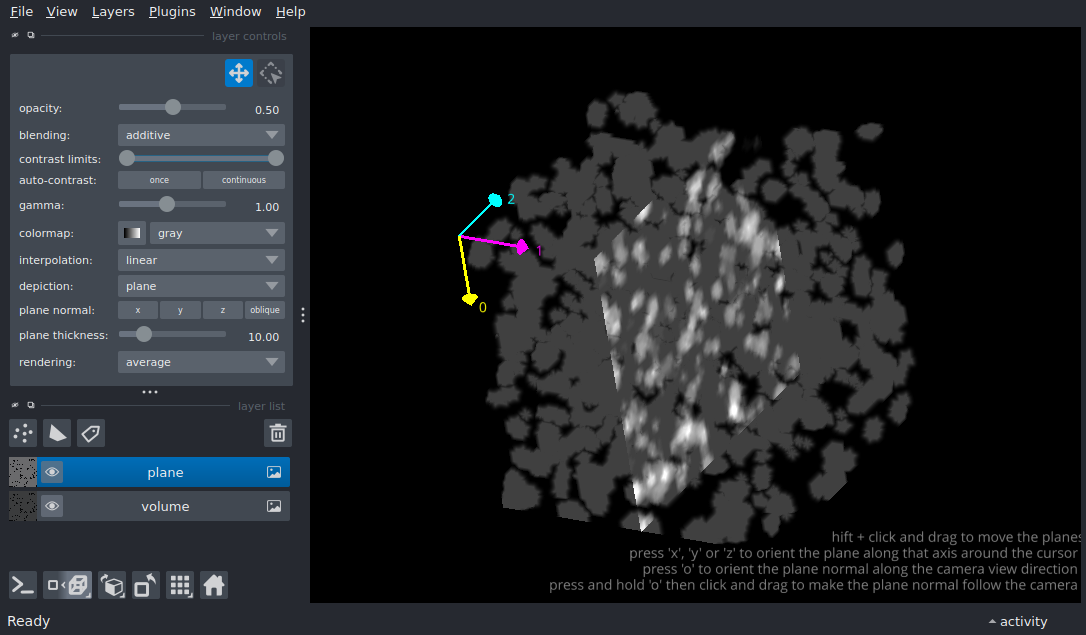 File View Layers Plugins Window Help
layer controls
opacity: 0.50
blending: additive
contrast limits:
auto-contrast: once continuous
gamma: 1.00
colormap: gray
interpolation: linear
depiction: plane
plane normal: x y z oblique
plane thickness: 10.00
rendering: average
layer list
plane
volume
2
1
0
hift + click and drag to move the planes
press 'x', 'y' or 'z' to orient the plane along that axis around the cursor
press 'o' to orient the plane normal along the camera view direction
press and hold 'o' then click and drag to make the plane normal follow the camera
Ready
activity